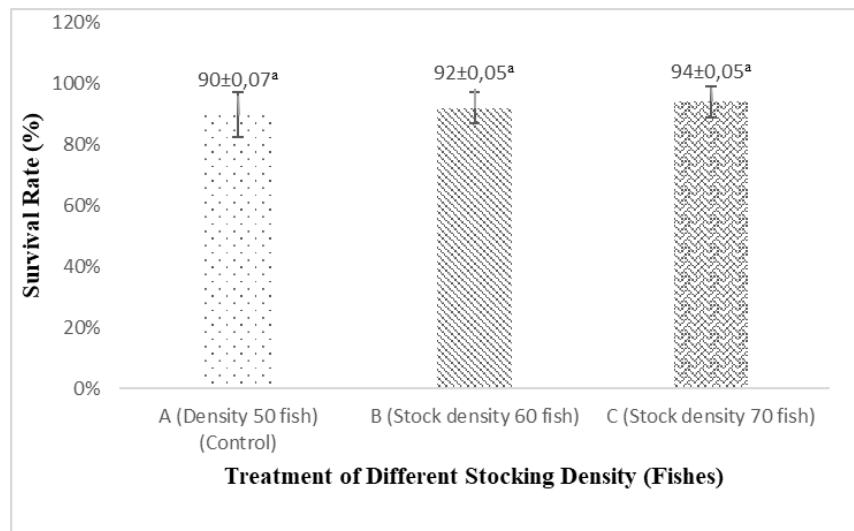 120%
100%
80%
60%
40%
20%
0%
Survival Rate (%)
90±0,07ᵃ
92±0,05ᵃ
94±0,05ᵃ
A (Density 50 fish)
(Control)
B (Stock density 60 fish)
C (Stock density 70 fish)
Treatment of Different Stocking Density (Fishes)